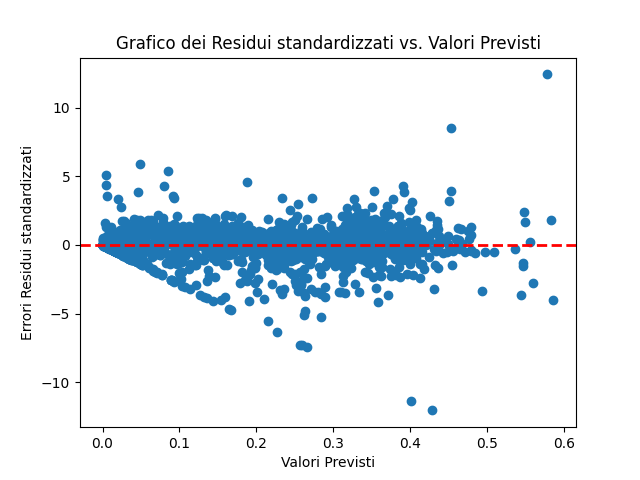 Grafico dei Residui standardizzati vs. Valori Previsti
Errori Residui standardizzati
10
5
0
−5
−10
0.0 0.1 0.2 0.3 0.4 0.5 0.6
Valori Previsti